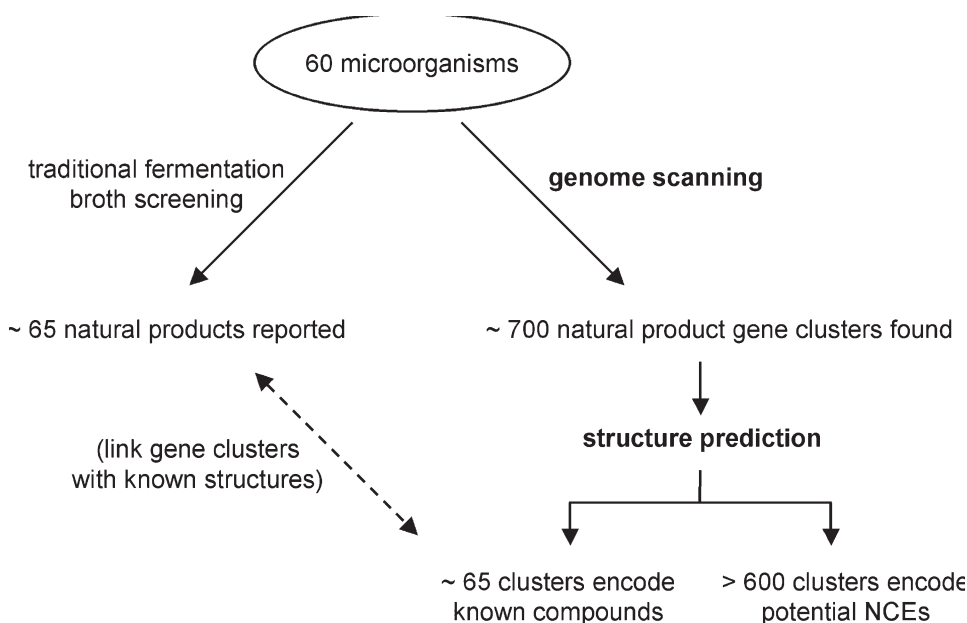 60 microorganisms
traditional fermentation
broth screening
genome scanning
~ 65 natural products reported
~ 700 natural product gene clusters found
(link gene clusters
with known structures)
structure prediction
~ 65 clusters encode
known compounds
> 600 clusters encode
potential NCEs